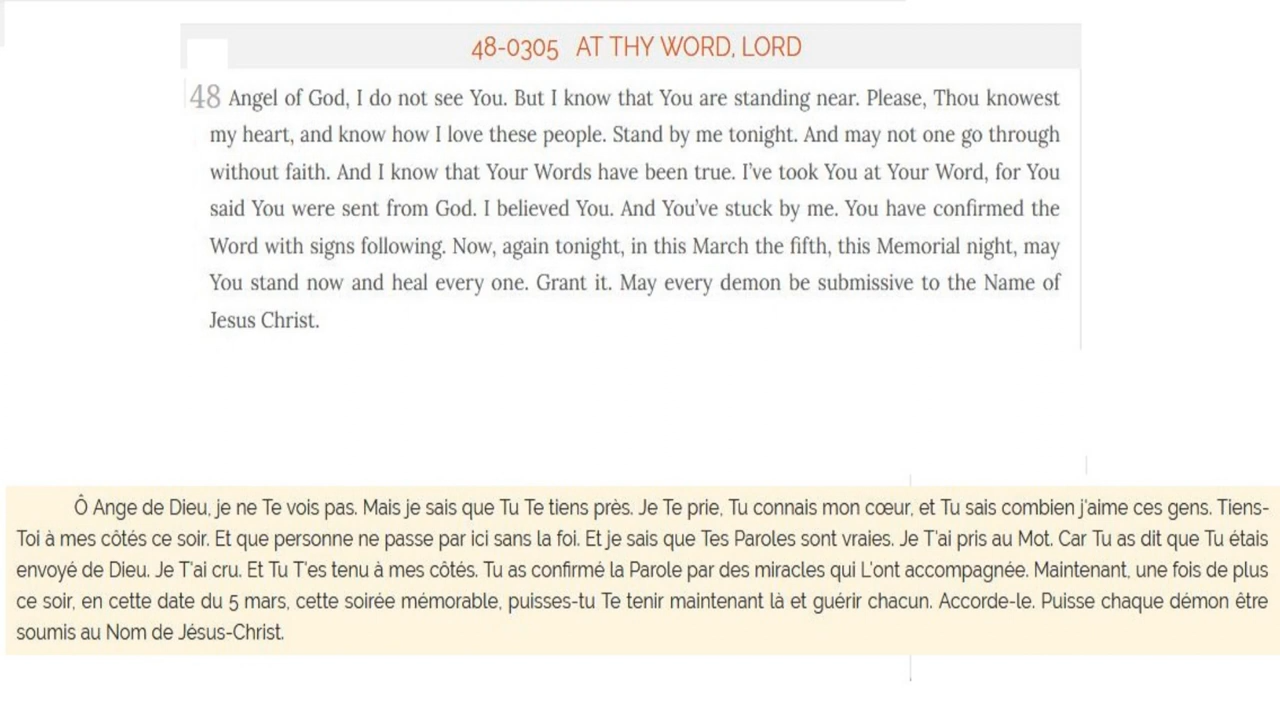 48-0305 AT THY WORD, LORD
48 Angel of God, I do not see You. But I know that You are standing near. Please, Thou knowest
my heart, and know how I love these people. Stand by me tonight. And may not one go through
without faith. And I know that Your Words have been true. I've took You at Your Word, for You
said You were sent from God. I believed You. And You've stuck by me. You have confirmed the
Word with signs following. Now, again tonight, in this March the fifth, this Memorial night, may
You stand now and heal every one. Grant it. May every demon be submissive to the Name of
Jesus Christ.
Ô Ange de Dieu, je ne Te vois pas. Mais je sais que Tu Te tiens près. Je Te prie, Tu connais mon cœur, et Tu sais combien j'aime ces gens. Tiens-
Toi à mes côtés ce soir. Et que personne ne passe par ici sans la foi. Et je sais que Tes Paroles sont vraies. Je T'ai pris au Mot. Car Tu as dit que Tu étais
envoyé de Dieu. Je T'ai cru. Et Tu T'es tenu à mes côtés. Tu as confirmé la Parole par des miracles qui L'ont accompagnée. Maintenant, une fois de plus
ce soir, en cette date du 5 mars, cette soirée mémorable, puisses-tu Te tenir maintenant là et guérir chacun. Accorde-le. Puisse chaque démon être
soumis au Nom de Jésus-Christ.